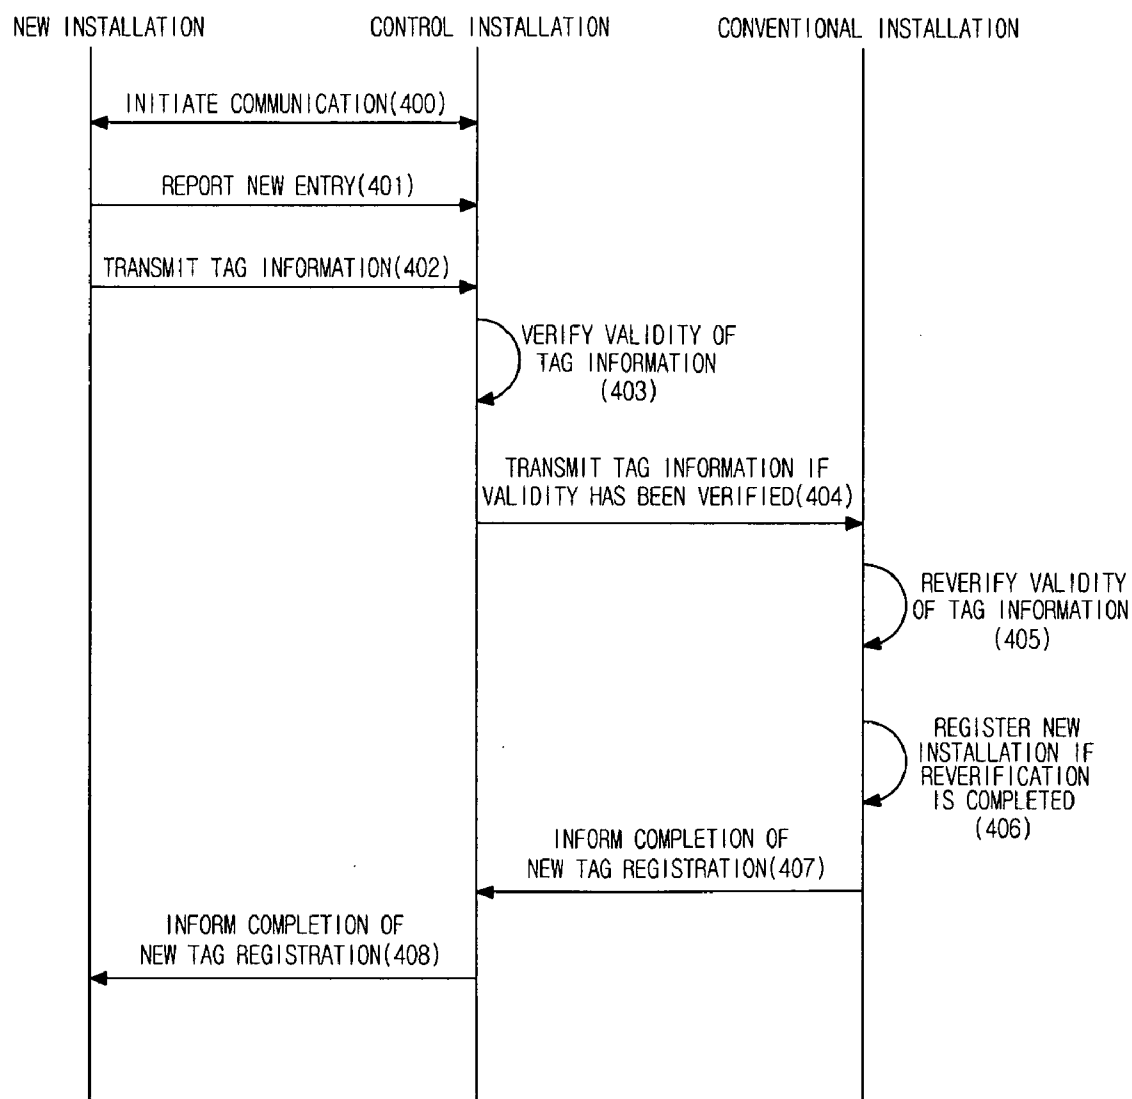 NEW INSTALLATION
CONTROL INSTALLATION
CONVENTIONAL INSTALLATION
INITIATE COMMUNICATION(400)
REPORT NEW ENTRY(401)
TRANSMIT TAG INFORMATION(402)
VERIFY VALIDITY OF
TAG INFORMATION
(403)
TRANSMIT TAG INFORMATION IF
VALIDITY HAS BEEN VERIFIED(404)
REVERIFY VALIDITY
OF TAG INFORMATION
(405)
REGISTER NEW
INSTALLATION IF
REVERIFICATION
IS COMPLETED
(406)
INFORM COMPLETION OF
NEW TAG REGISTRATION(407)
INFORM COMPLETION OF
NEW TAG REGISTRATION(408)